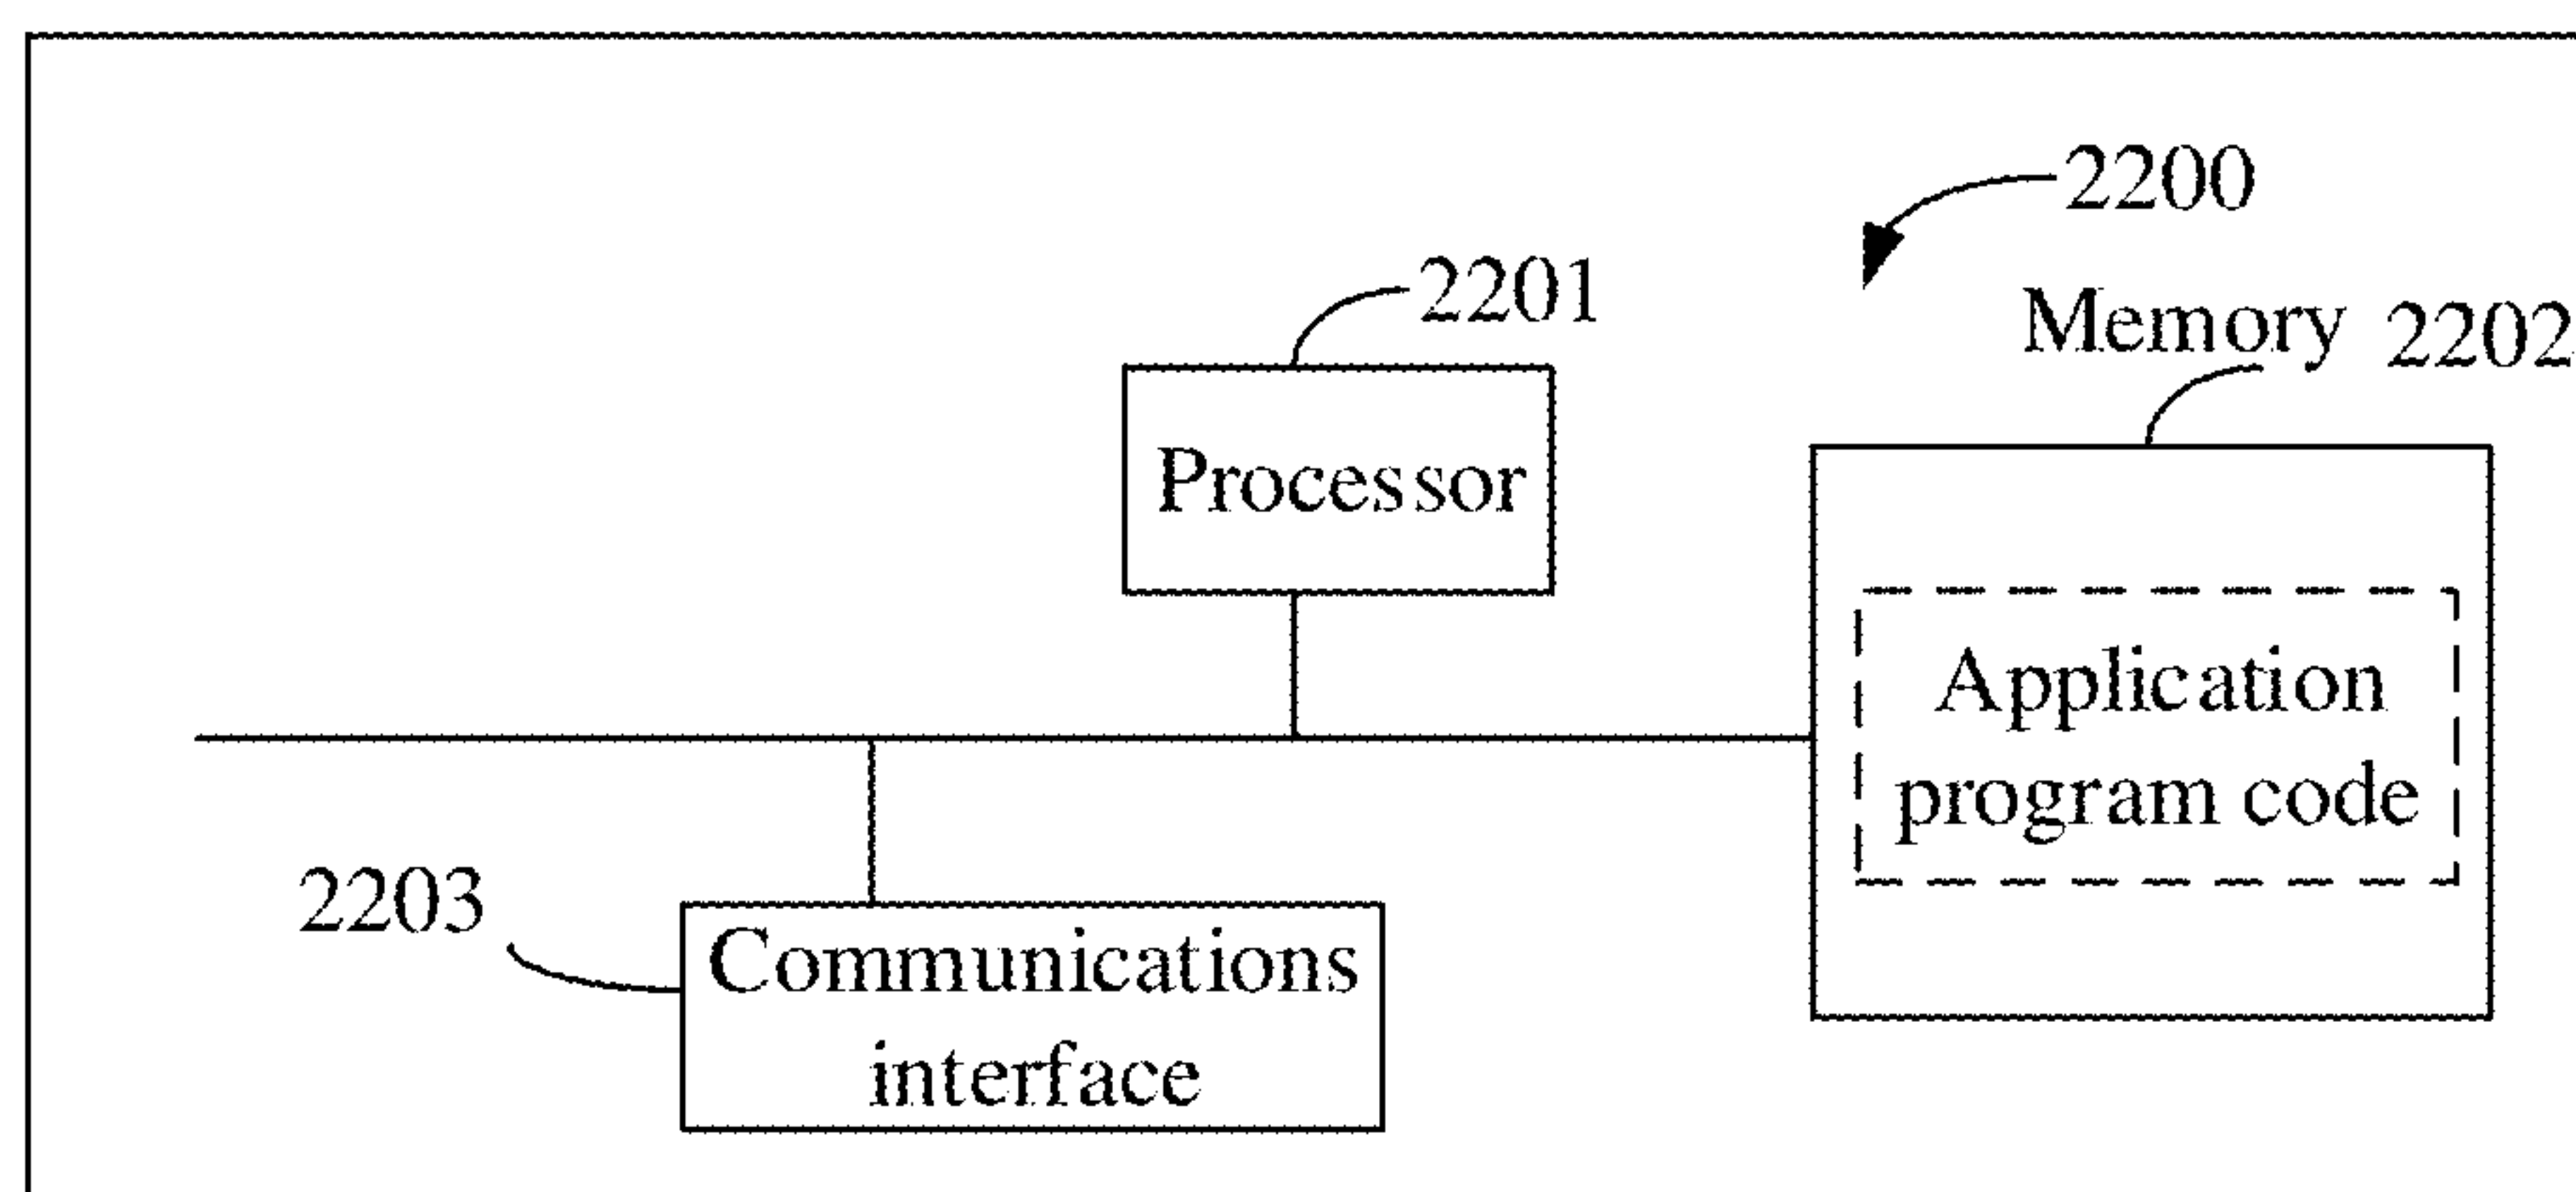 2200
2201
Memory 2202
Processor
Application
program code
2203
Communications
interface